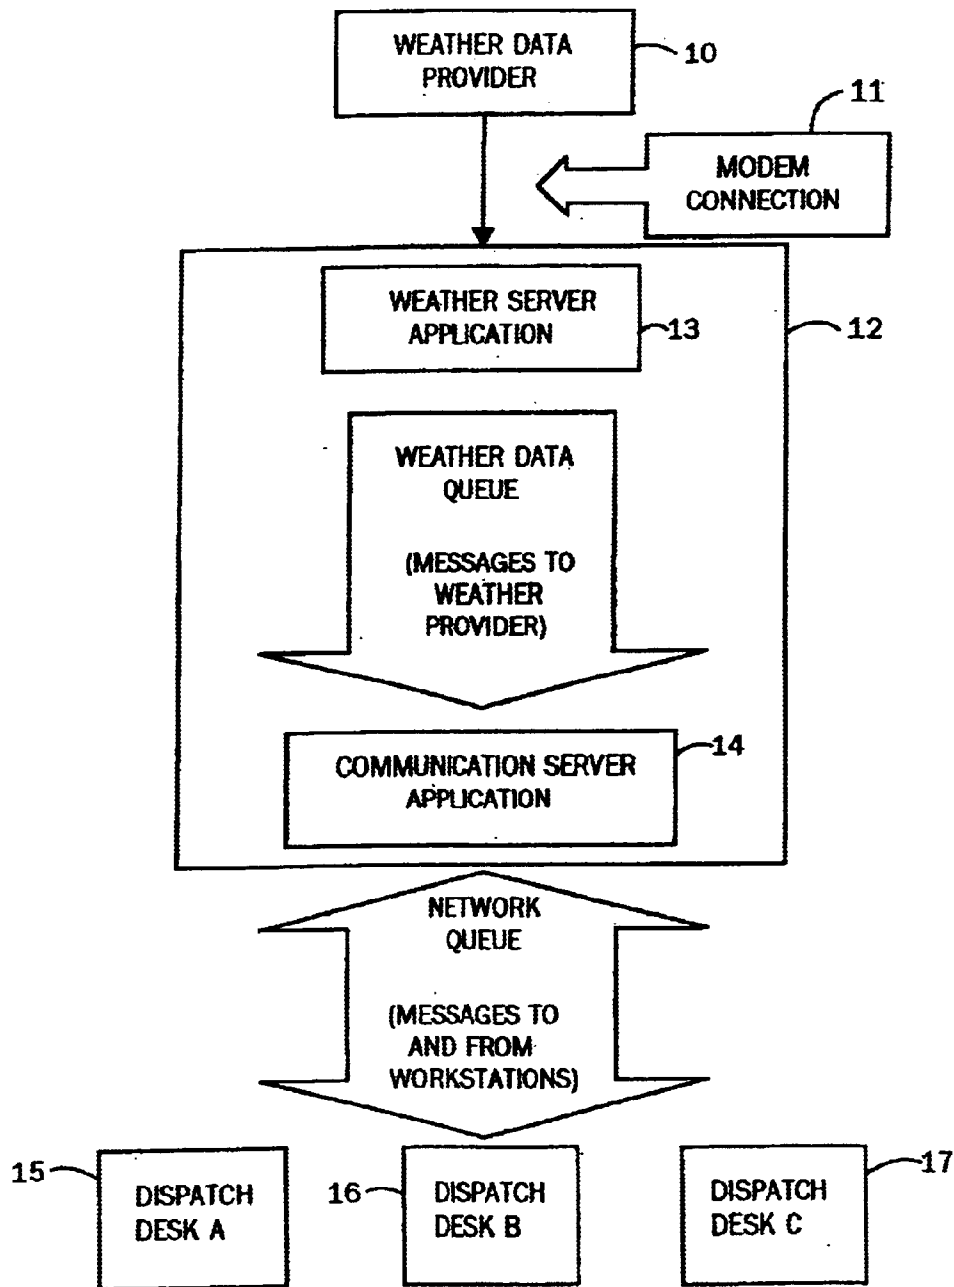 WEATHER DATA
PROVIDER
10
11
MODEM
CONNECTION
WEATHER SERVER
APPLICATION
13
12
WEATHER DATA
QUEUE
(MESSAGES TO
WEATHER
PROVIDER)
14
COMMUNICATION SERVER
APPLICATION
NETWORK
QUEUE
(MESSAGES TO
AND FROM
WORKSTATIONS)
15
DISPATCH
DESK A
16
DISPATCH
DESK B
17
DISPATCH
DESK C